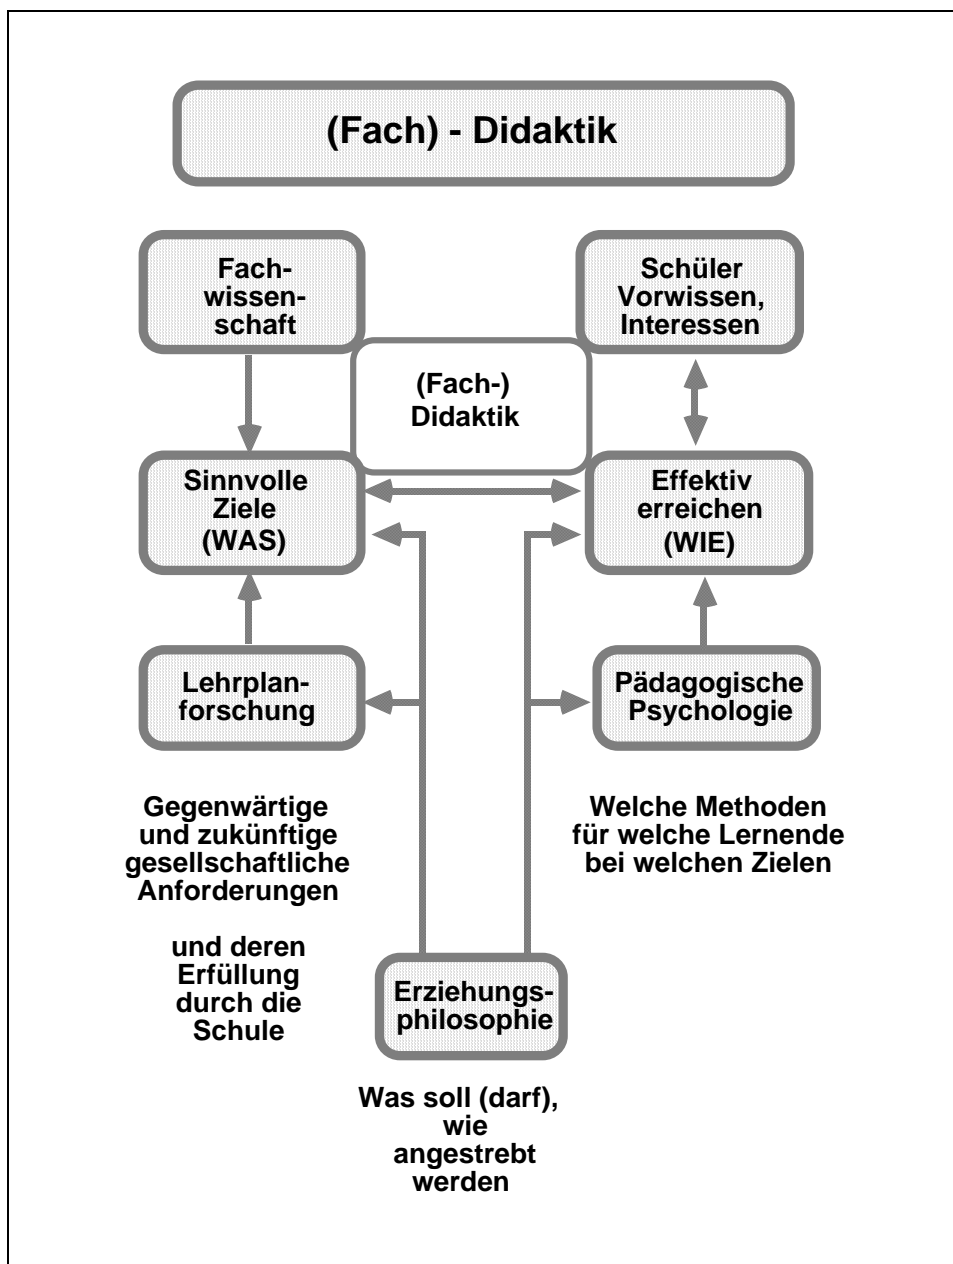 (Fach) - Didaktik
Fach-
wissen-
schaft
Schüler
Vorwissen,
Interessen
(Fach-)
Didaktik
Sinnvolle
Ziele
(WAS)
Effektiv
erreichen
(WIE)
Lehrplan-
forschung
Pädagogische
Psychologie
Gegenwärtige
und zukünftige
gesellschaftliche
Anforderungen
und deren
Erfüllung
durch die
Schule
Welche Methoden
für welche Lernende
bei welchen Zielen
Erziehungs-
philosophie
Was soll (darf),
wie
angestrebt
werden